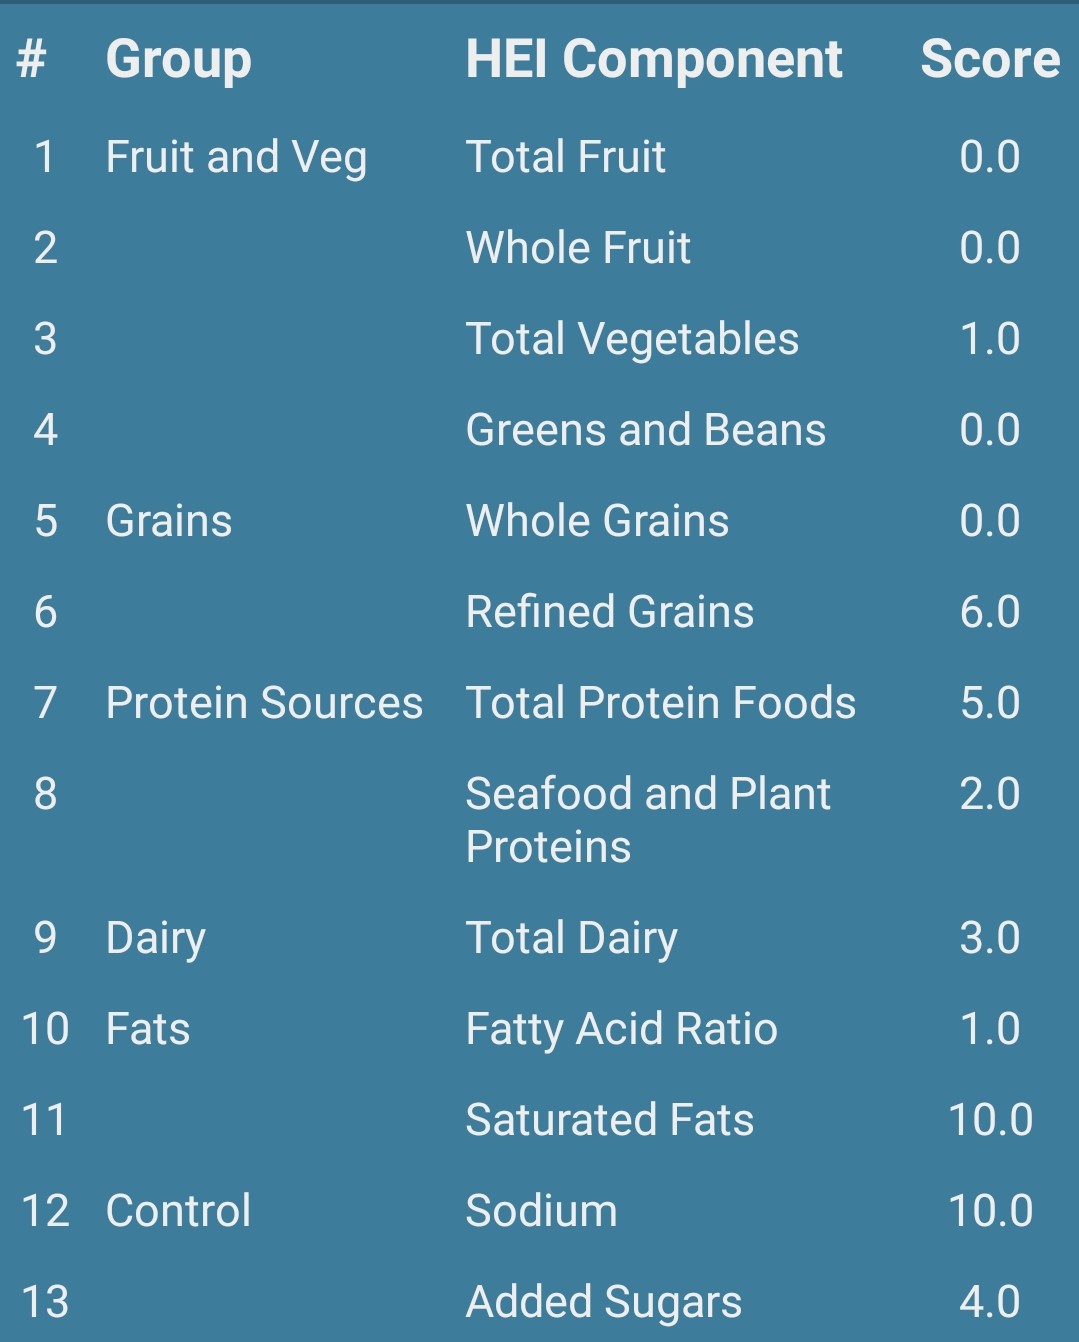 # Group HEI Component Score
1 Fruit and Veg Total Fruit 0.0
2 Whole Fruit 0.0
3 Total Vegetables 1.0
4 Greens and Beans 0.0
5 Grains Whole Grains 0.0
6 Refined Grains 6.0
7 Protein Sources Total Protein Foods 5.0
8 Seafood and Plant 2.0
Proteins
9 Dairy Total Dairy 3.0
10 Fats Fatty Acid Ratio 1.0
11 Saturated Fats 10.0
12 Control Sodium 10.0
13 Added Sugars 4.0